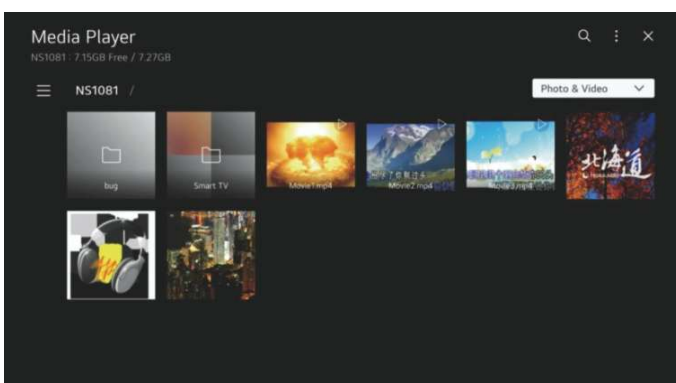 Media Player
NS1081 : 7.15GB Free / 7.27GB
NS1081 /
Photo & Video
bug
Smart TV
Movie1.mp4
Movie2.mp4
Movie3.mp4
北海道